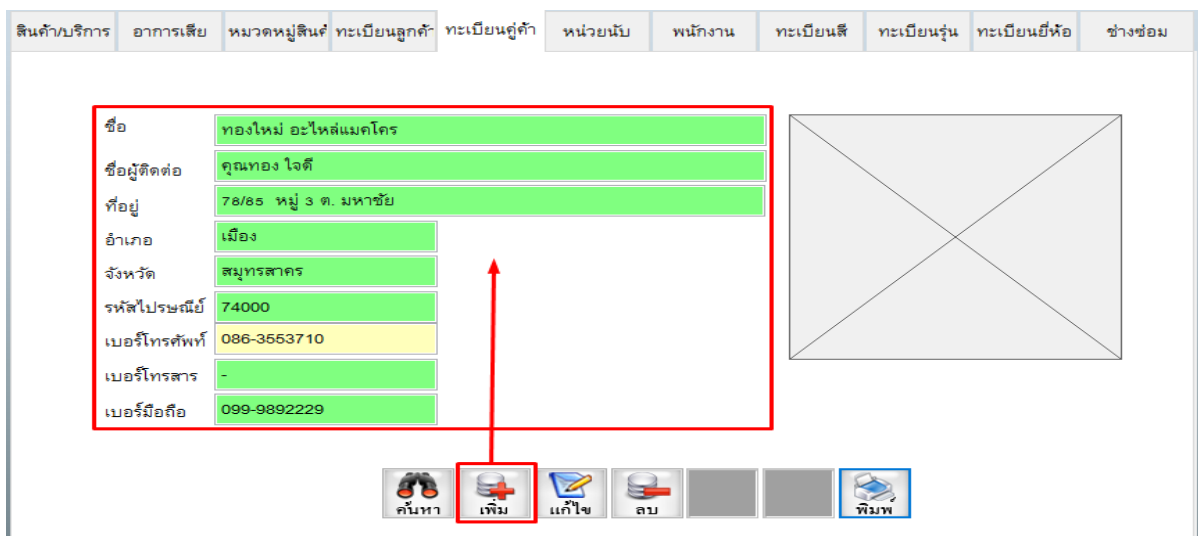 สินค้า/บริการ อาการเสีย หมวดหมู่สินค้ ทะเบียนลูกค้า ทะเบียนคู่ค้า หน่วยนับ พนักงาน ทะเบียนสี ทะเบียนรุ่น ทะเบียนยี่ห้อ ช่างซ่อม
ชื่อ ทองใหม่ อะไหล่แมคโคร
ชื่อผู้ติดต่อ คุณทอง ใจดี
ที่อยู่ 78/85 หมู่ 3 ต. มหาชัย
อำเภอ เมือง
จังหวัด สมุทรสาคร
รหัสไปรษณีย์ 74000
เบอร์โทรศัพท์ 086-3553710
เบอร์โทรสาร -
เบอร์มือถือ 099-9892229
ค้นหา เพิ่ม แก้ไข ลบ พิมพ์